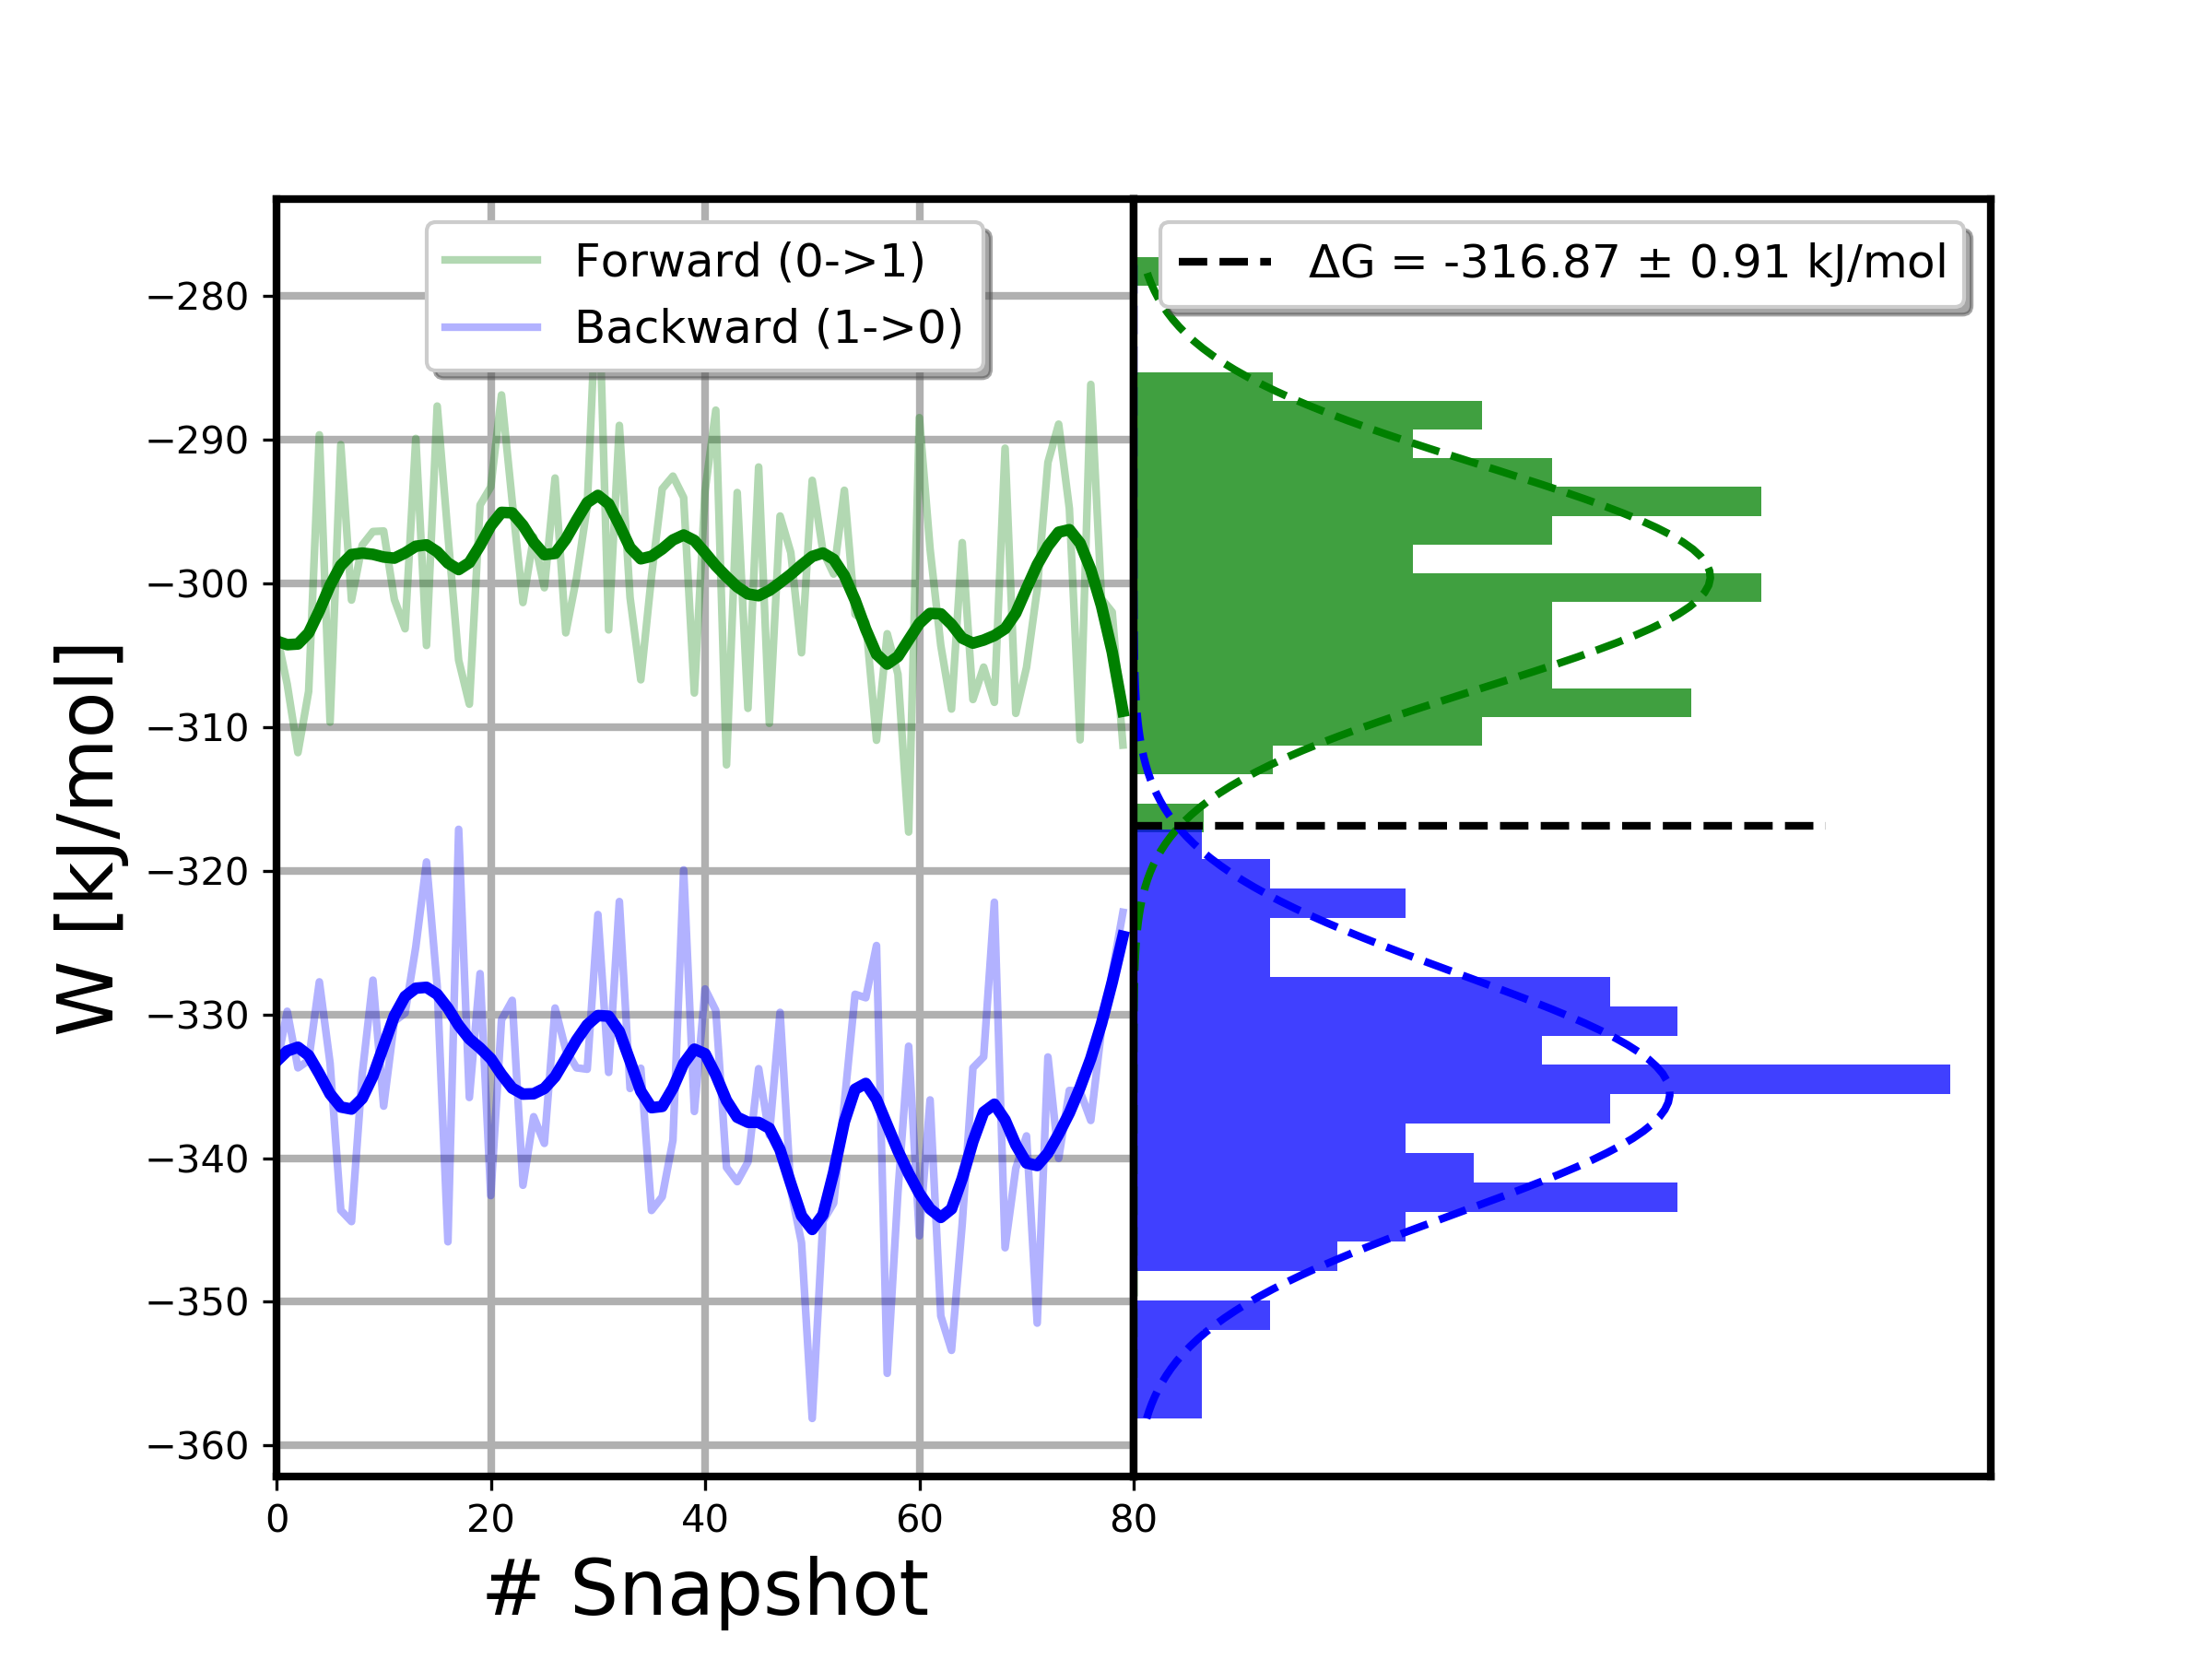 Forward (0->1)
Backward (1->0)
ΔG = -316.87 ± 0.91 kJ/mol
−280
−290
−300
−310
−320
−330
−340
−350
−360
W [kJ/mol]
0 20 40 60 80
# Snapshot